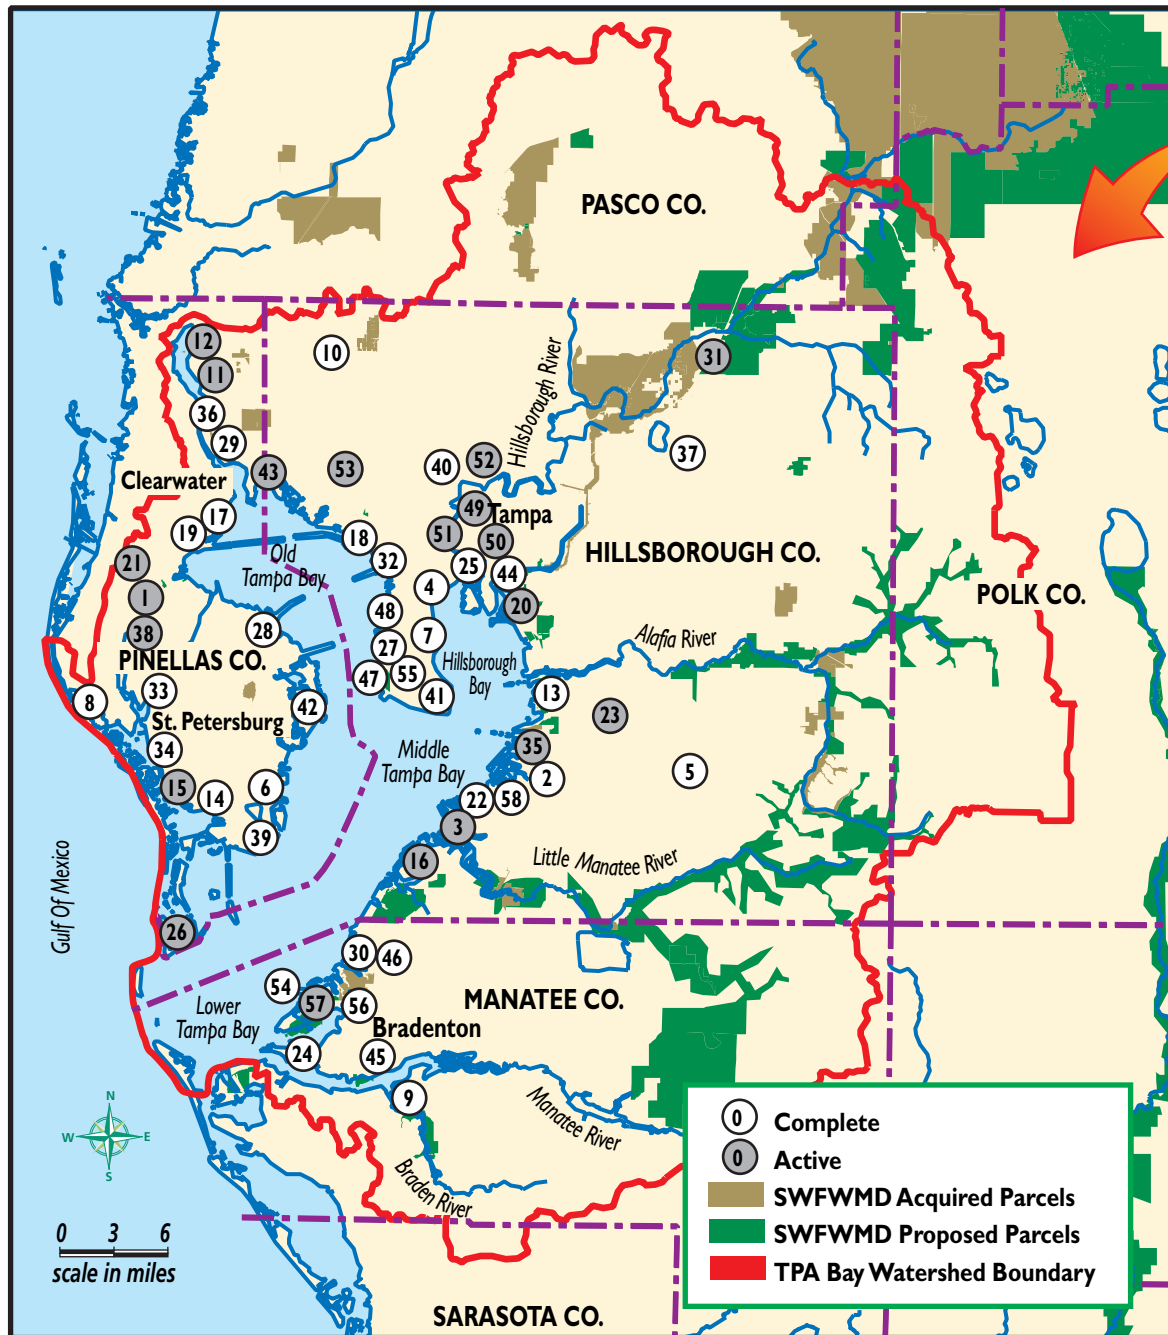 PASCO CO.
12
10
31
11
Hillsborough River
36
29
37
40
52
43
53
Clearwater
49
Tampa
17
19
51
50
18
Old
Tampa Bay
32
HILLSBOROUGH CO.
21
25
44
1
4
20
POLK CO.
48
38
28
7
Alafia River
27
PINELLAS CO.
Hillsborough
Bay
47
55
33
41
13
8
42
23
St. Petersburg
34
35
Middle
Tampa Bay
5
2
15
14
6
22
58
3
39
16
Little Manatee River
Gulf Of Mexico
26
30
46
54
57
56
MANATEE CO.
Lower
Tampa Bay
Bradenton
24
45
9
Manatee River
Braden River
N
W
E
S
0 3 6
scale in miles
SARASOTA CO.
0 Complete
0 Active
SWFWMD Acquired Parcels
SWFWMD Proposed Parcels
TPA Bay Watershed Boundary